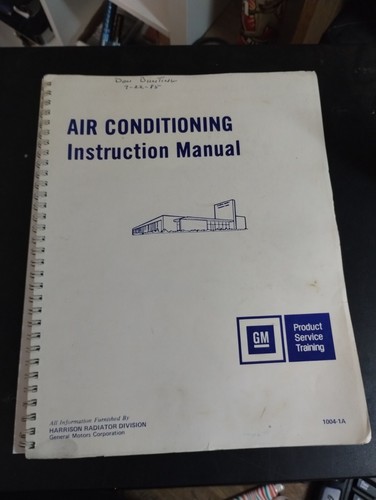 AIR CONDITIONING
Instruction Manual
GM
Product
Service
Training
All Information Furnished By
HARRISON RADIATOR DIVISION
General Motors Corporation
1004-1A